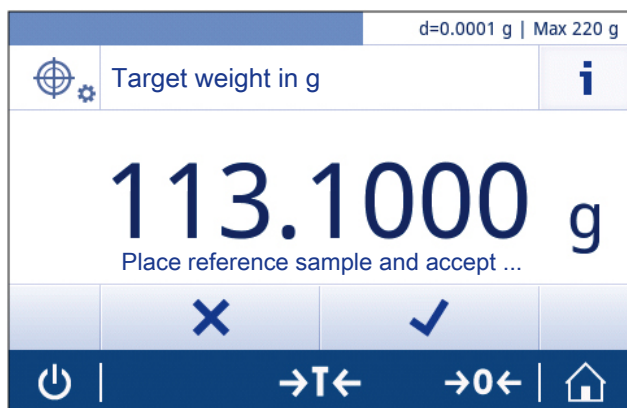 d=0.0001 g | Max 220 g
Target weight in g
i
113.1000 g
Place reference sample and accept ...
→T← →0←